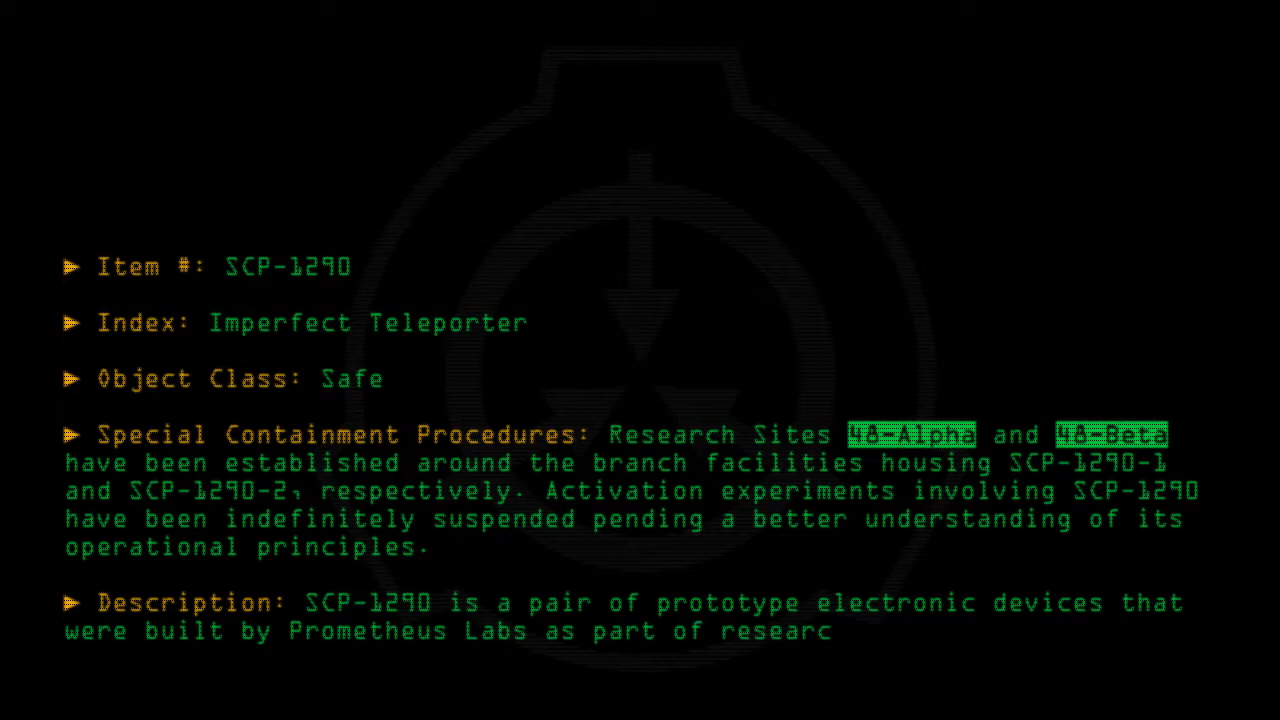 ► Item #: SCP-1290
► Index: Imperfect Teleporter
► Object Class: Safe
► Special Containment Procedures: Research Sites 48-Alpha and 48-Beta
have been established around the branch facilities housing SCP-1290-1
and SCP-1290-2, respectively. Activation experiments involving SCP-1290
have been indefinitely suspended pending a better understanding of its
operational principles.
► Description: SCP-1290 is a pair of prototype electronic devices that
were built by Prometheus Labs as part of researc